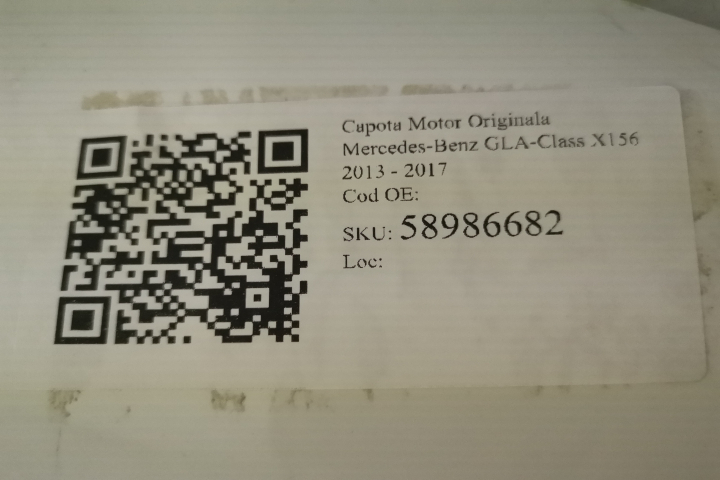 Capota Motor Originala
Mercedes-Benz GLA-Class X156
2013 - 2017
Cod OE:
SKU: 58986682
Loc: